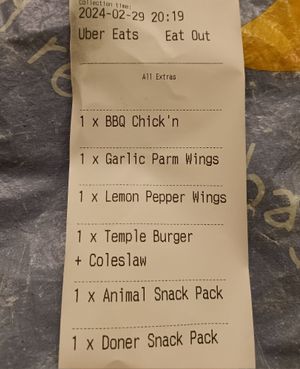 Collection time:
2024-02-29 20:19
Uber Eats Eat Out
All Extras
1 x BBQ Chick'n
1 x Garlic Parm Wings
1 x Lemon Pepper Wings
1 x Temple Burger
+ Coleslaw
1 x Animal Snack Pack
1 x Doner Snack Pack